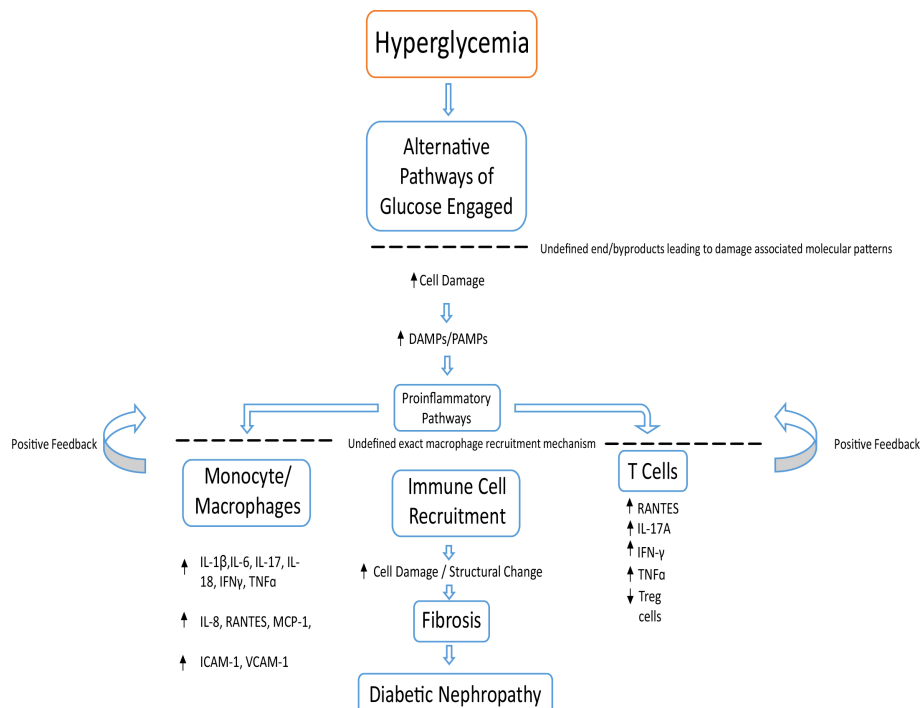 Hyperglycemia
Alternative
Pathways of
Glucose Engaged
Undefined end/byproducts leading to damage associated molecular patterns
Cell Damage
DAMPs/PAMPs
Proinflammatory
Pathways
Positive Feedback
Undefined exact macrophage recruitment mechanism
Positive Feedback
Monocyte/
Macrophages
IL-1β,IL-6, IL-17, IL-
18, IFNγ, TNFα
IL-8, RANTES, MCP-1,
ICAM-1, VCAM-1
Immune Cell
Recruitment
Cell Damage / Structural Change
Fibrosis
Diabetic Nephropathy
T Cells
RANTES
IL-17A
IFN-γ
TNFα
Treg
cells